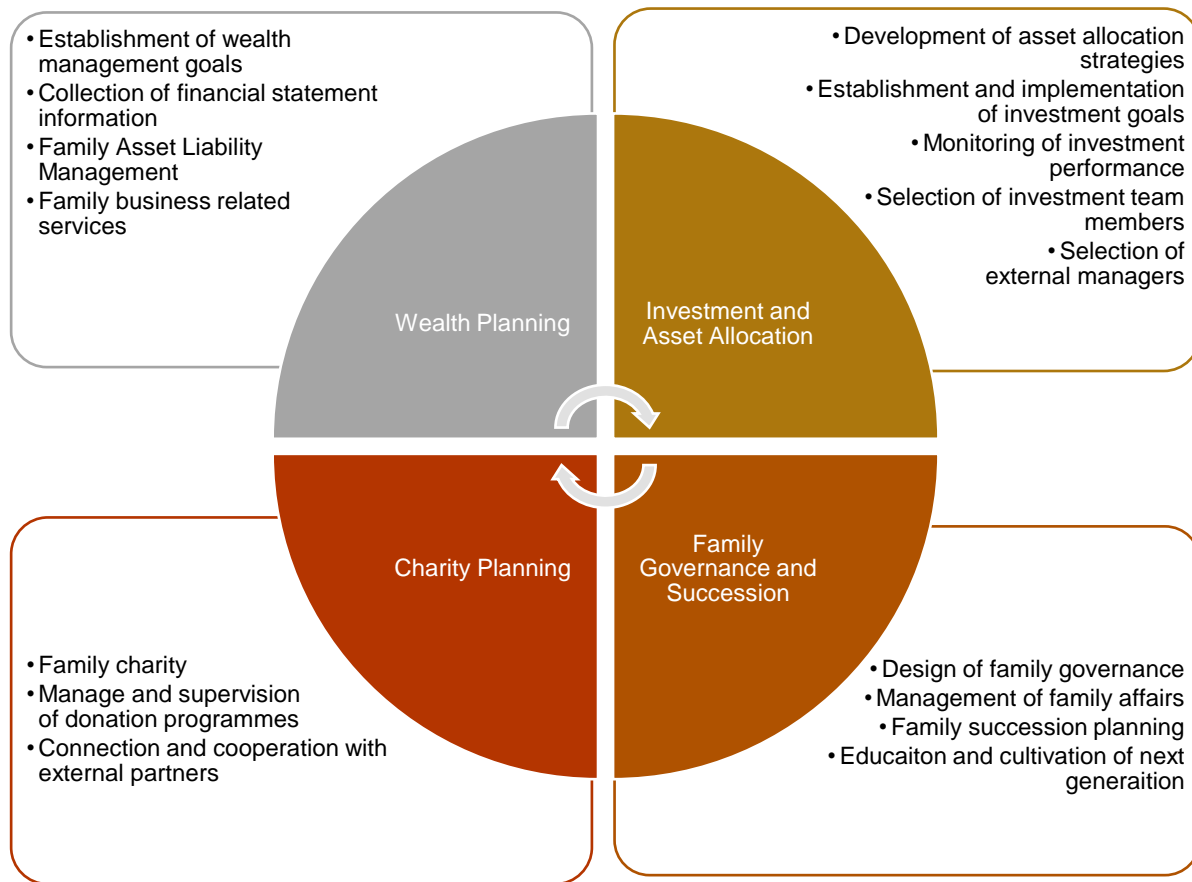 • Establishment of wealth
management goals
• Collection of financial statement
information
• Family Asset Liability
Management
• Family business related
services
• Development of asset allocation
strategies
• Establishment and implementation
of investment goals
• Monitoring of investment
performance
• Selection of investment team
members
• Selection of
external managers
Wealth Planning
Investment and
Asset Allocation
Charity Planning
Family
Governance and
Succession
• Family charity
• Manage and supervision
of donation programmes
• Connection and cooperation with
external partners
• Design of family governance
• Management of family affairs
• Family succession planning
• Educaiton and cultivation of next
generaition